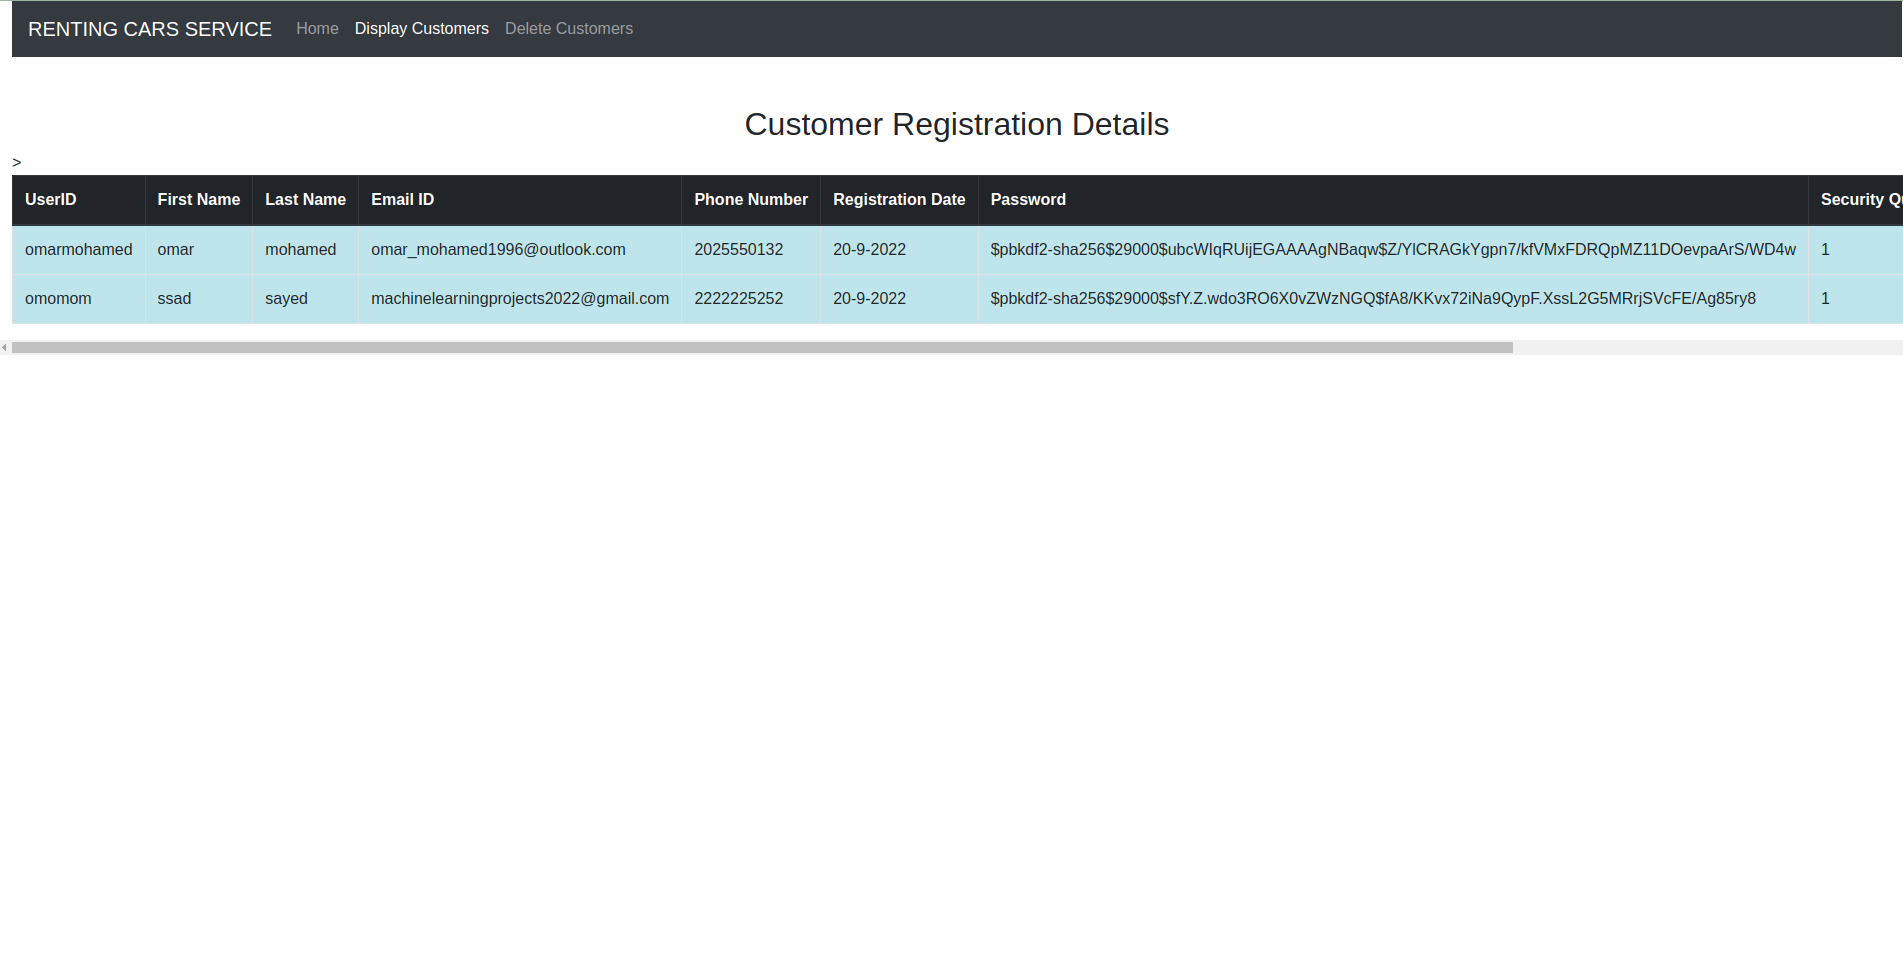 RENTING CARS SERVICE Home Display Customers Delete Customers
Customer Registration Details
>
UserID First Name Last Name Email ID Phone Number Registration Date Password Security Q
omarmohamed omar mohamed omar_mohamed1996@outlook.com 2025550132 20-9-2022 $pbkdf2-sha256$29000$ubcWIqRUijEGAAAAgNBaqw$Z/YlCRAGkYgpn7/kfVMxFDRQpMZ11DOevpaArS/WD4w 1
omomom ssad sayed machinelearningprojects2022@gmail.com 2222225252 20-9-2022 $pbkdf2-sha256$29000$sfY.Z.wdo3RO6X0vZWzNGQ$fA8/KKvx72iNa9QypF.XssL2G5MRrjSVcFE/Ag85ry8 1